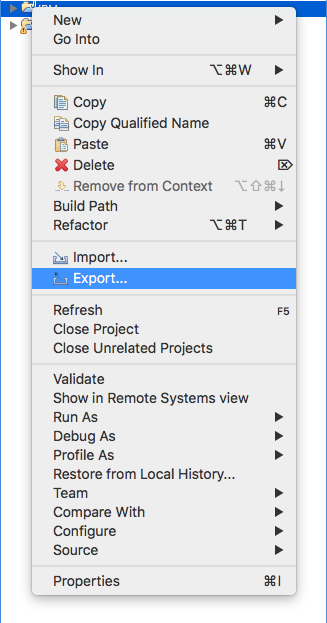 New
Go Into
Show In ⌥⌘W
Copy ⌘C
Copy Qualified Name
Paste ⌘V
Delete ⌦
Remove from Context ⌥⇧⌘↓
Build Path
Refactor ⌥⌘T
Import...
Export...
Refresh F5
Close Project
Close Unrelated Projects
Validate
Show in Remote Systems view
Run As
Debug As
Profile As
Restore from Local History...
Team
Compare With
Configure
Source
Properties ⌘I